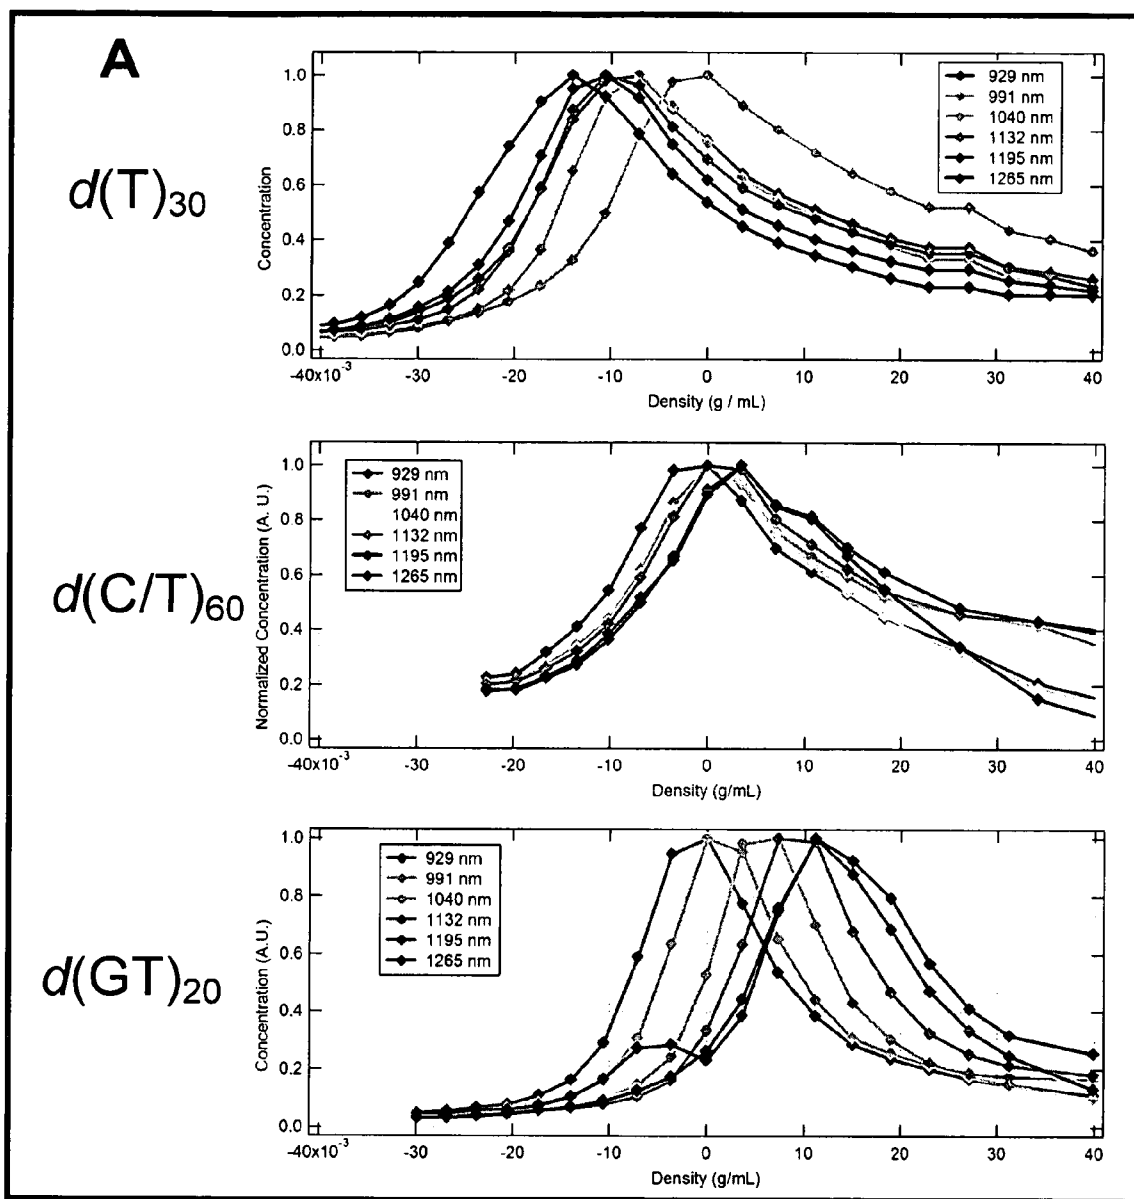 A
d(T)30
Concentration
1.0
0.8
0.6
0.4
0.2
0.0
929 nm
991 nm
1040 nm
1132 nm
1195 nm
1265 nm
-40x10-3
-30
-20
-10
0
10
20
30
40
Density (g / mL)
d(C/T)60
Normalized Concentration (A. U.)
1.0
0.8
0.6
0.4
0.2
0.0
929 nm
991 nm
1040 nm
1132 nm
1195 nm
1265 nm
-40x10-3
-30
-20
-10
0
10
20
30
40
Density (g/mL)
d(GT)20
Concentration (A.U.)
1.0
0.8
0.6
0.4
0.2
0.0
929 nm
991 nm
1040 nm
1132 nm
1195 nm
1265 nm
-40x10-3
-30
-20
-10
0
10
20
30
40
Density (g/mL)